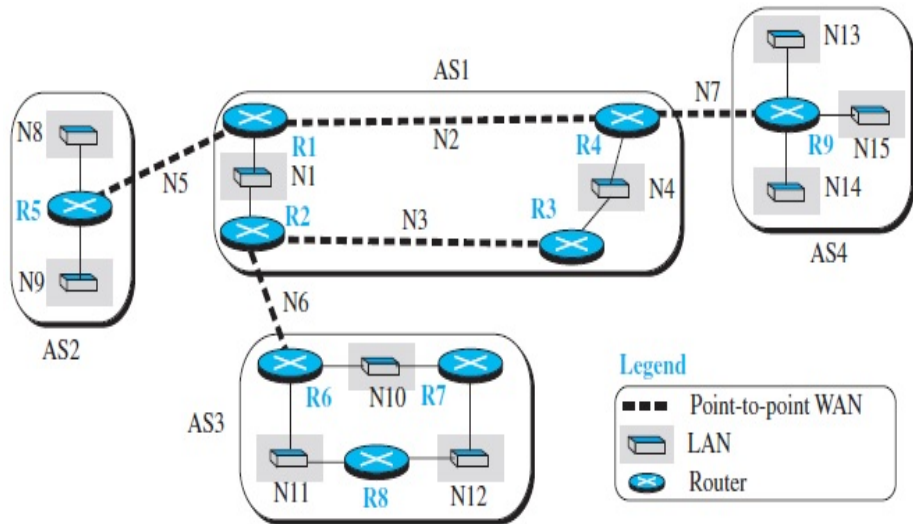 AS1
N13
N7
N8
R1
N2
R4
R9
N15
N5
N1
N4
N14
R5
R2
N3
R3
N9
AS4
N6
AS2
Legend
R6
N10
R7
Point-to-point WAN
AS3
LAN
N11
R8
N12
Router